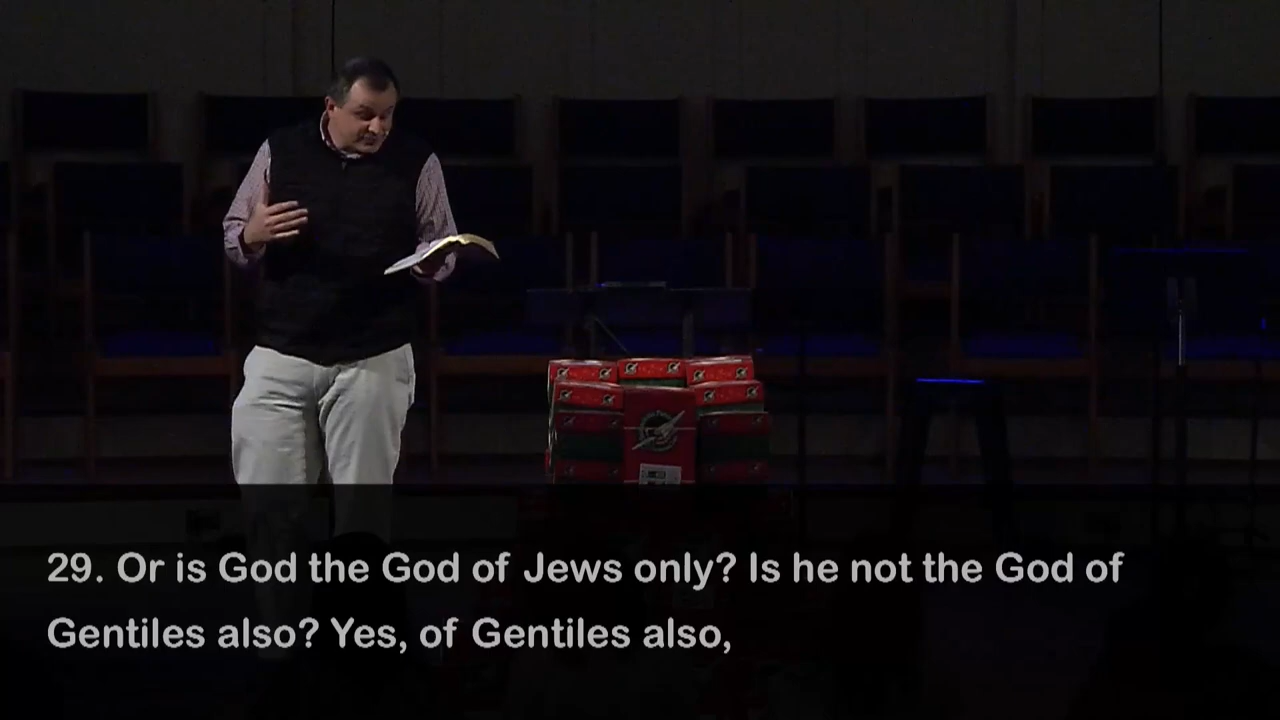 29. Or is God the God of Jews only? Is he not the God of
Gentiles also? Yes, of Gentiles also,